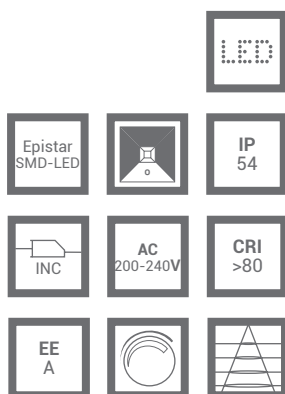 LED
Epistar
SMD-LED
IP
54
INC
AC
200-240V
CRI
>80
EE
A